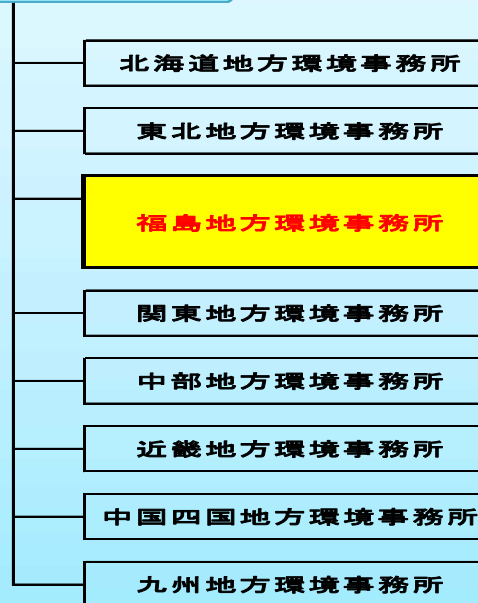 北海道地方環境事務所
東北地方環境事務所
福島地方環境事務所
関東地方環境事務所
中部地方環境事務所
近畿地方環境事務所
中国四国地方環境事務所
九州地方環境事務所